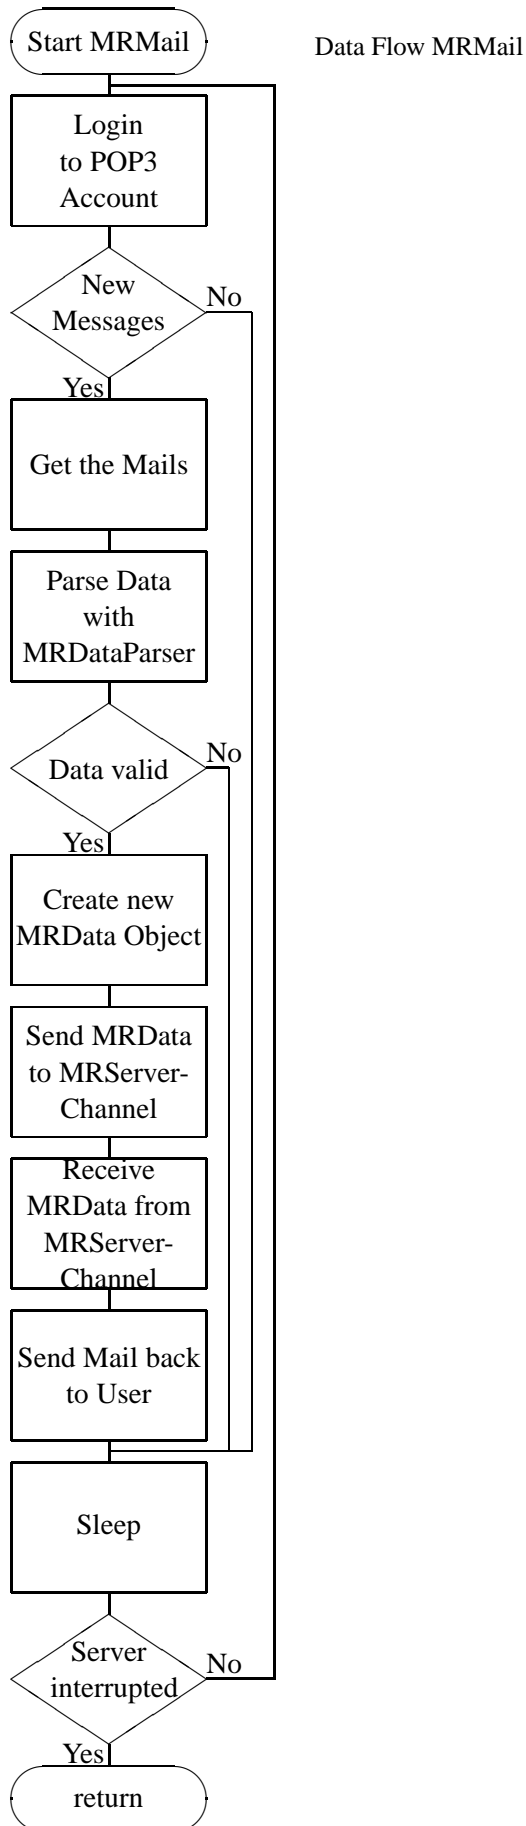 Start MRMail
Data Flow MRMail
Login
to POP3
Account
New
Messages
No
Yes
Get the Mails
Parse Data
with
MRDataParser
No
Data valid
Yes
Create new
MRData Object
Send MRData
to MRServer-
Channel
Receive
MRData from
MRServer-
Channel
Send Mail back
to User
Sleep
Server
interrupted
No
Yes
return